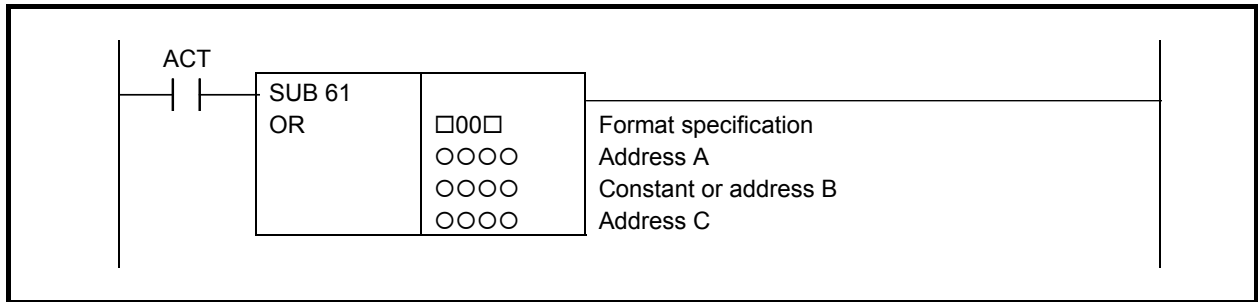 ACT
SUB 61
OR □00□ Format specification
○○○○ Address A
○○○○ Constant or address B
○○○○ Address C